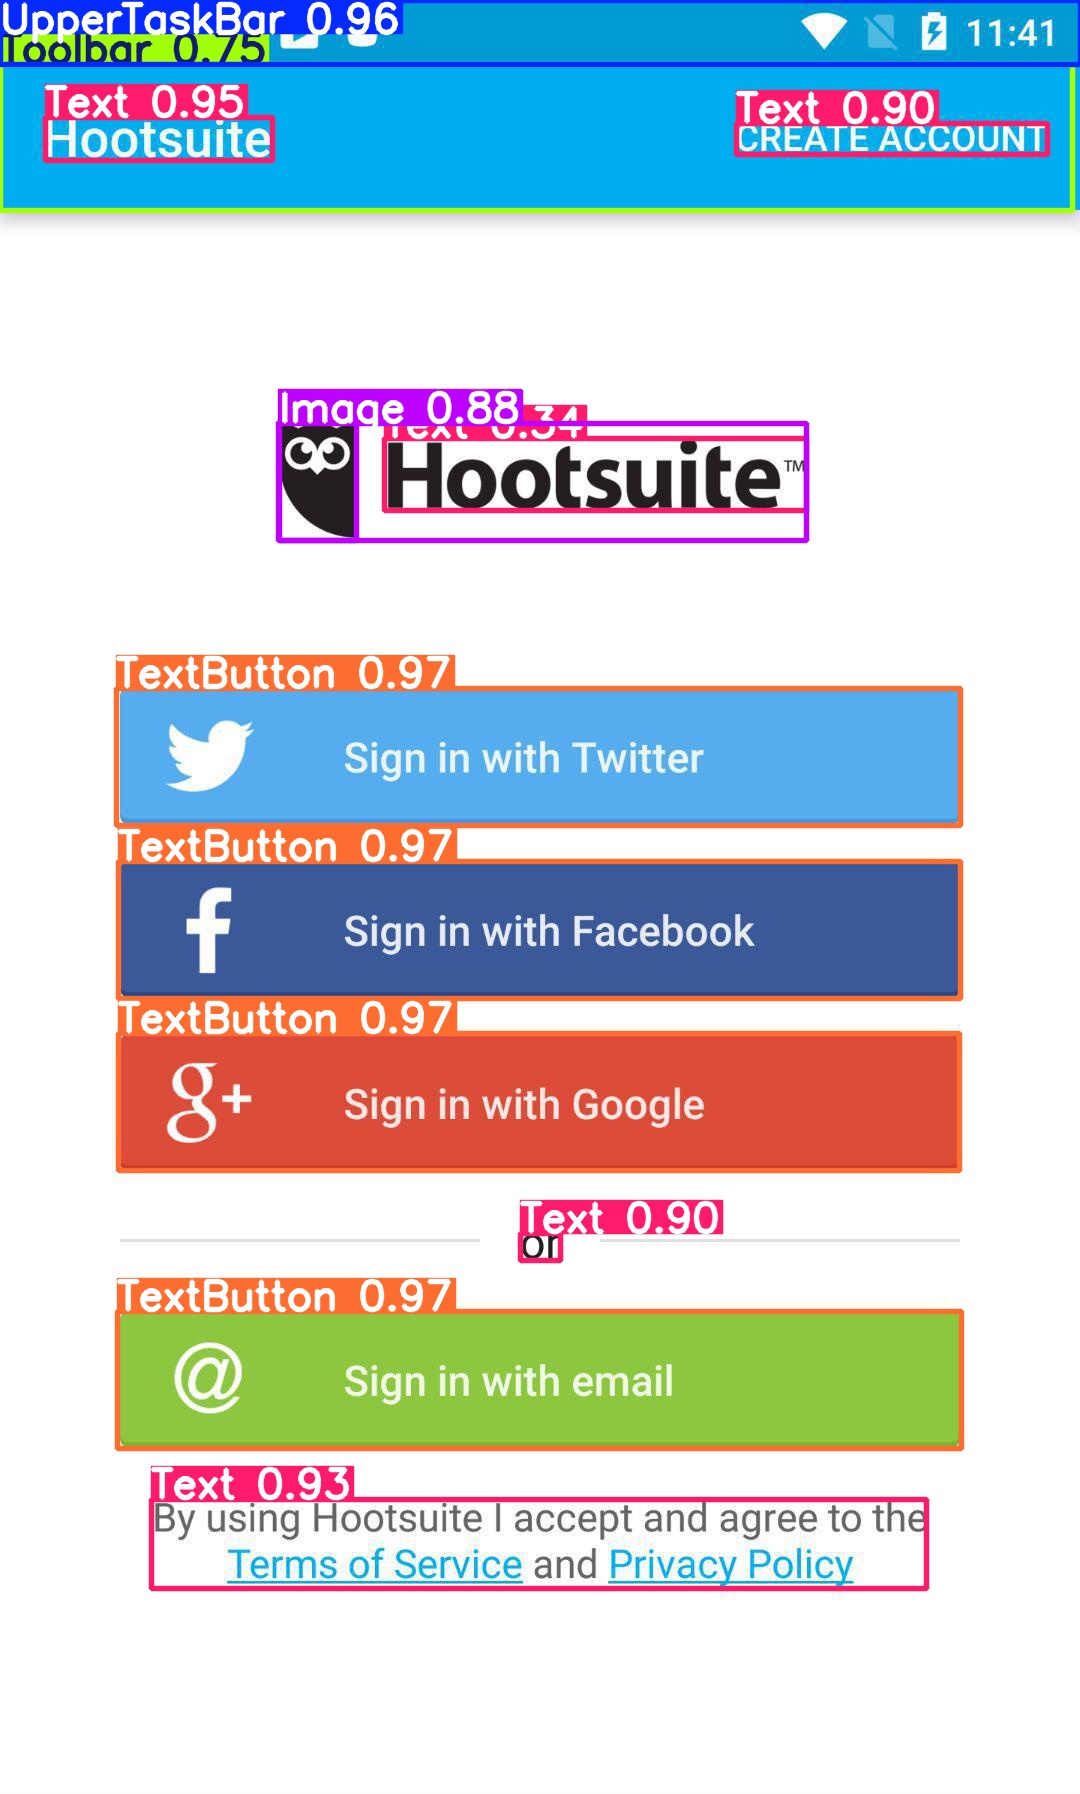 UpperTaskBar 0.96
Toolbar 0.75
11:41
Text 0.95
Text 0.90
Hootsuite
CREATE ACCOUNT
Image 0.88
Text 0.34
Hootsuite™
TextButton 0.97
Sign in with Twitter
TextButton 0.97
f
Sign in with Facebook
TextButton 0.97
g+
Sign in with Google
Text 0.90
or
TextButton 0.97
@
Sign in with email
Text 0.93
By using Hootsuite I accept and agree to the
Terms of Service and Privacy Policy